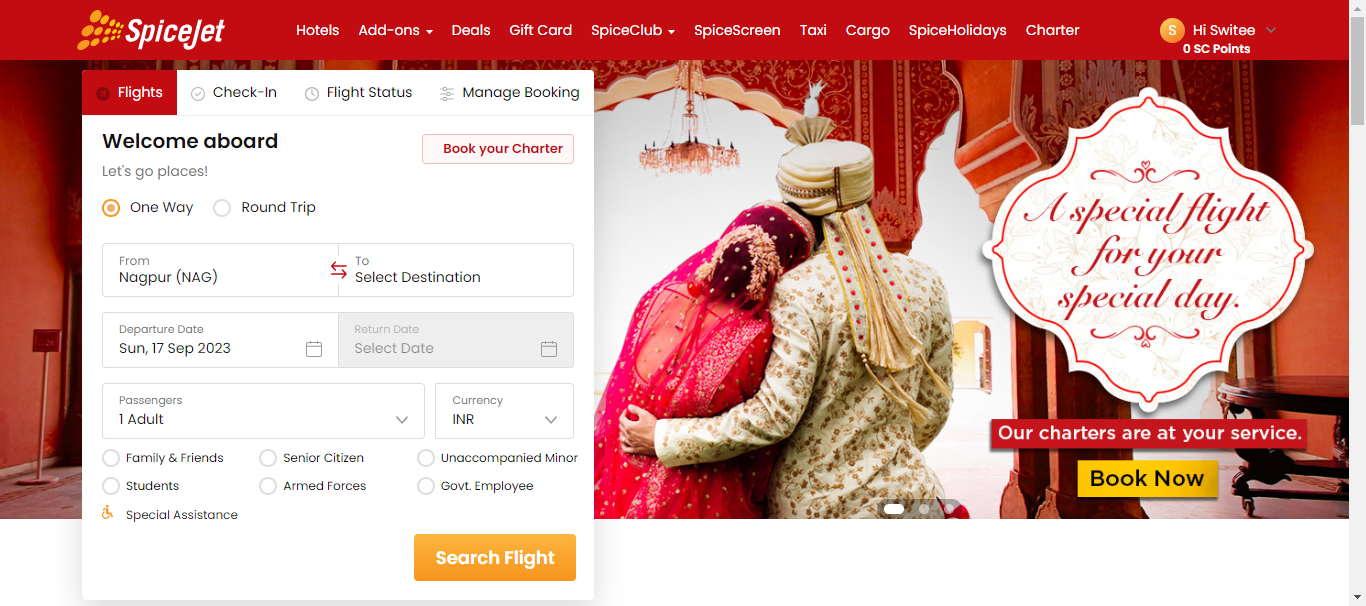 SpiceJet
Hotels Add-ons Deals Gift Card SpiceClub SpiceScreen Taxi Cargo SpiceHolidays Charter
S Hi Switee
0 SC Points
Flights Check-In Flight Status Manage Booking
Welcome aboard
Book your Charter
Let's go places!
One Way Round Trip
From
Nagpur (NAG)
To
Select Destination
Departure Date
Sun, 17 Sep 2023
Return Date
Select Date
Passengers
1 Adult
Currency
INR
Family & Friends Senior Citizen Unaccompanied Minor
Students Armed Forces Govt. Employee
Special Assistance
Search Flight
A special flight
for your
special day.
Our charters are at your service.
Book Now